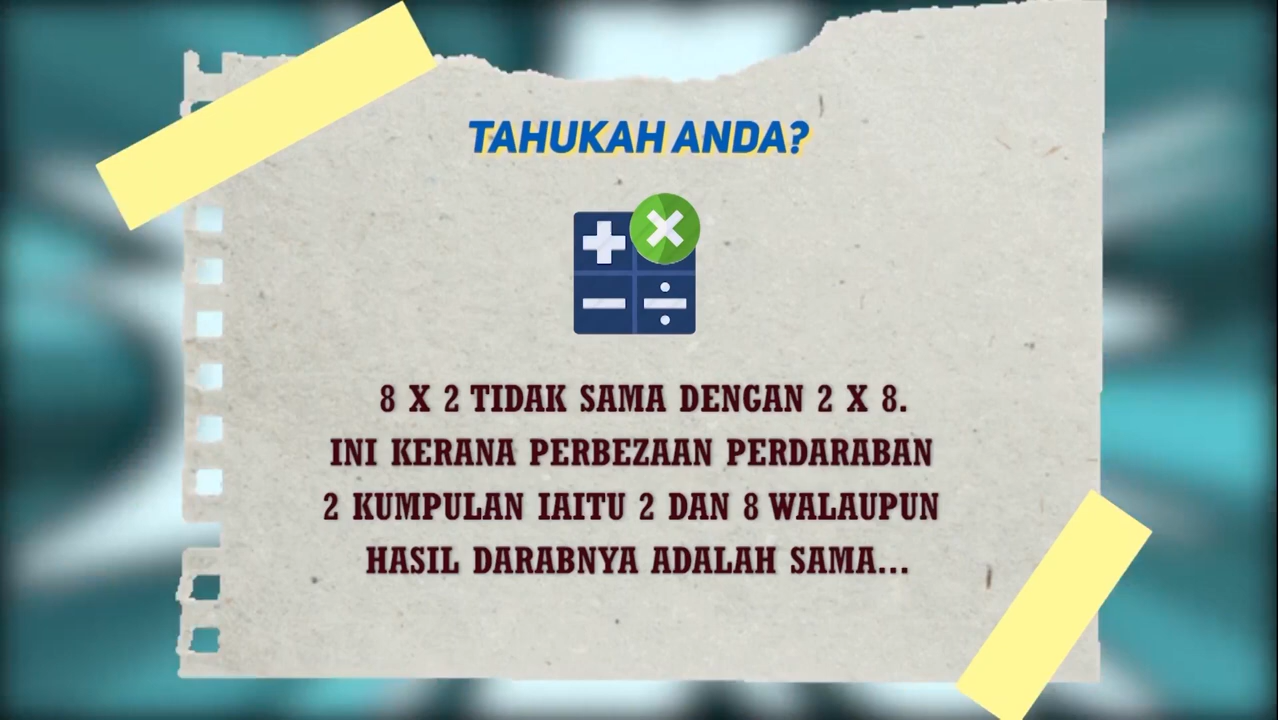 TAHUKAH ANDA?
8 X 2 TIDAK SAMA DENGAN 2 X 8.
INI KERANA PERBEZAAN PERDARABAN
2 KUMPULAN IAITU 2 DAN 8 WALAUPUN
HASIL DARABNYA ADALAH SAMA...